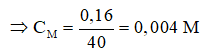 ⇒ C_M = 0,16/40 = 0,004 M